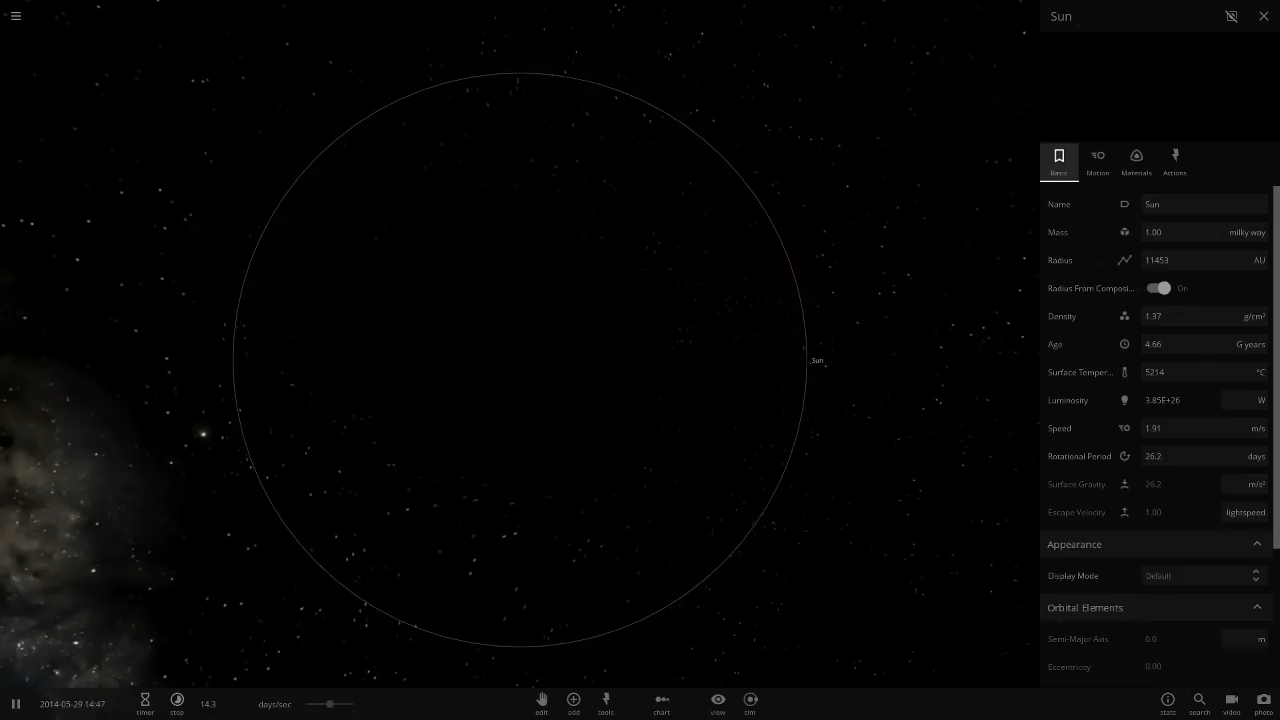 Sun
Basic
Motion
Materials
Actions
Name Sun
Mass 1.00 milky way
Radius 11453 AU
Radius From Composi... On
Density 1.37 g/cm³
Age 4.66 G years
Surface Temper... 5214 °C
Luminosity 3.85E+26 W
Speed 1.91 m/s
Rotational Period 26.2 days
Surface Gravity 26.2 m/s²
Escape Velocity 1.00 lightspeed
Appearance
Display Mode Default
Orbital Elements
Semi-Major Axis 0.0 m
Eccentricity 0.00
Sun
2014-05-29 14:47
timer
step
14.3 days/sec
edit
add
tools
chart
view
sim
stats
search
video
photo